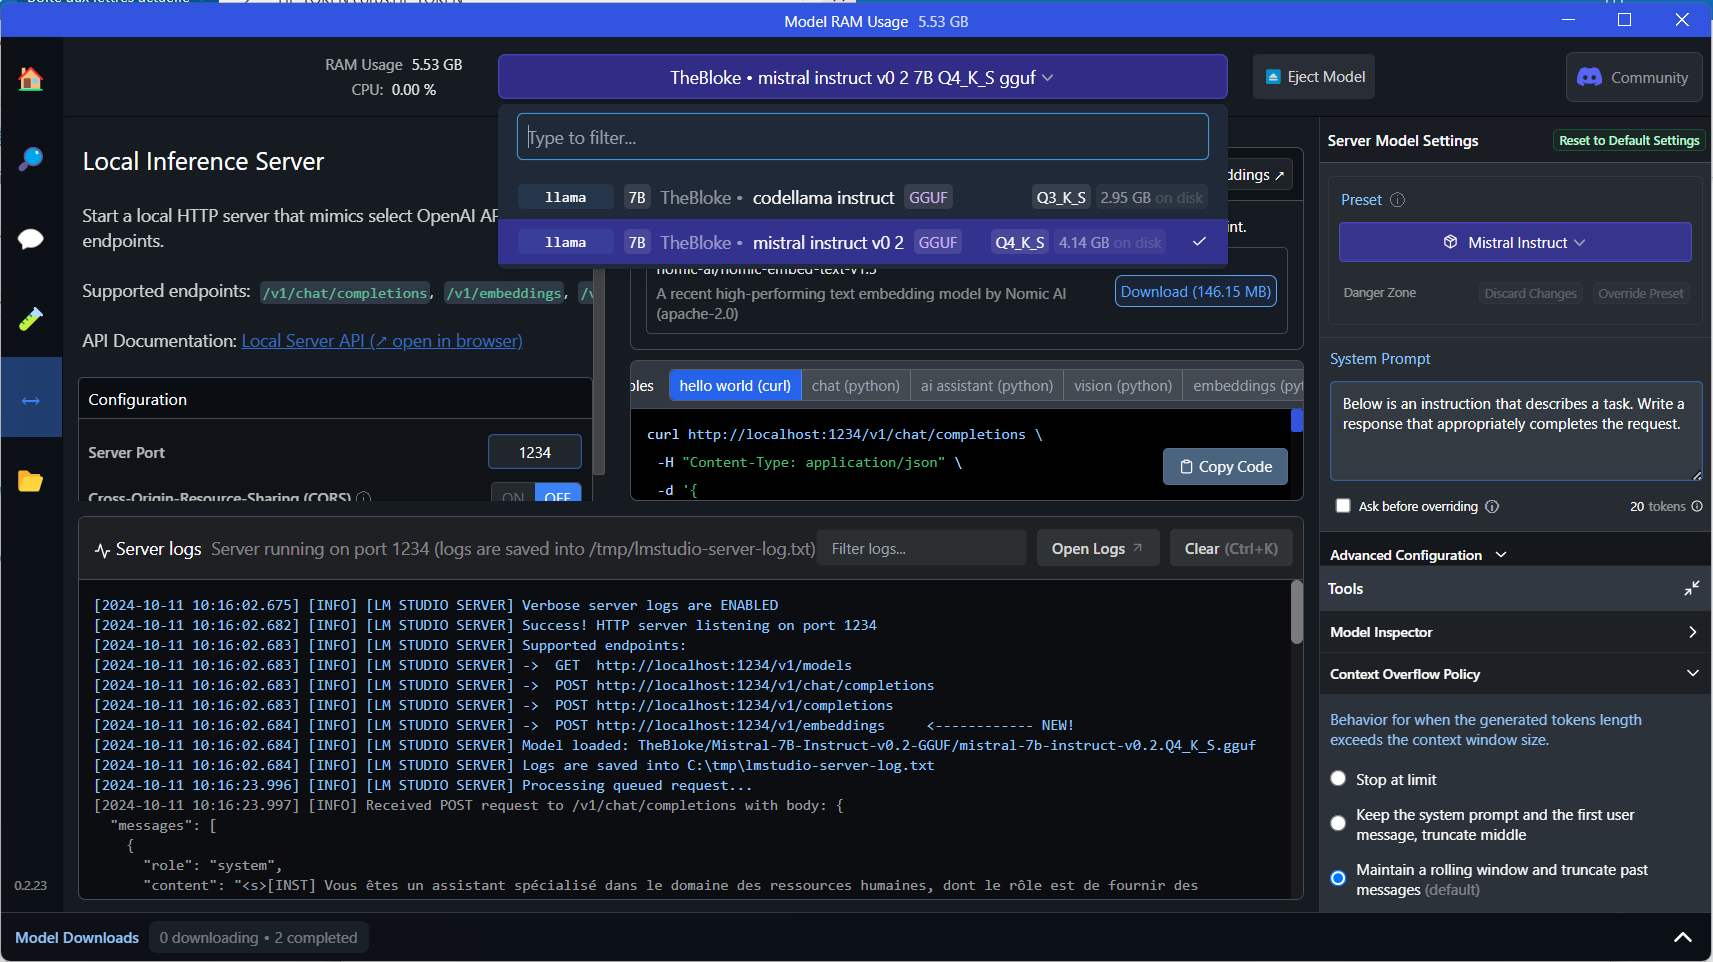 Model RAM Usage 5.53 GB
RAM Usage 5.53 GB
CPU: 0.00 %
TheBloke • mistral instruct v0 2 7B Q4_K_S gguf
Eject Model
Community
Type to filter...
llama 7B TheBloke • codellama instruct GGUF Q3_K_S 2.95 GB on disk
llama 7B TheBloke • mistral instruct v0 2 GGUF Q4_K_S 4.14 GB on disk
Local Inference Server
Start a local HTTP server that mimics select OpenAI AP
endpoints.
Supported endpoints: /v1/chat/completions, /v1/embeddings, /v
API Documentation: Local Server API (↗ open in browser)
Configuration
Server Port 1234
Cross-Origin-Resource-Sharing (CORS) ON OFF
ddings ↗
nt.
nomic-ai/nomic-embed-text-v1.5
A recent high-performing text embedding model by Nomic AI
(apache-2.0)
Download (146.15 MB)
ples hello world (curl) chat (python) ai assistant (python) vision (python) embeddings (pyt
curl http://localhost:1234/v1/chat/completions \
-H "Content-Type: application/json" \
-d '{
Copy Code
Server logs Server running on port 1234 (logs are saved into /tmp/lmstudio-server-log.txt) Filter logs... Open Logs ↗ Clear (Ctrl+K)
[2024-10-11 10:16:02.675] [INFO] [LM STUDIO SERVER] Verbose server logs are ENABLED
[2024-10-11 10:16:02.682] [INFO] [LM STUDIO SERVER] Success! HTTP server listening on port 1234
[2024-10-11 10:16:02.683] [INFO] [LM STUDIO SERVER] Supported endpoints:
[2024-10-11 10:16:02.683] [INFO] [LM STUDIO SERVER] -> GET http://localhost:1234/v1/models
[2024-10-11 10:16:02.683] [INFO] [LM STUDIO SERVER] -> POST http://localhost:1234/v1/chat/completions
[2024-10-11 10:16:02.683] [INFO] [LM STUDIO SERVER] -> POST http://localhost:1234/v1/completions
[2024-10-11 10:16:02.684] [INFO] [LM STUDIO SERVER] -> POST http://localhost:1234/v1/embeddings <------------ NEW!
[2024-10-11 10:16:02.684] [INFO] [LM STUDIO SERVER] Model loaded: TheBloke/Mistral-7B-Instruct-v0.2-GGUF/mistral-7b-instruct-v0.2.Q4_K_S.gguf
[2024-10-11 10:16:02.684] [INFO] [LM STUDIO SERVER] Logs are saved into C:\tmp\lmstudio-server-log.txt
[2024-10-11 10:16:23.996] [INFO] [LM STUDIO SERVER] Processing queued request...
[2024-10-11 10:16:23.997] [INFO] Received POST request to /v1/chat/completions with body: {
"messages": [
{
"role": "system",
"content": "<s>[INST] Vous êtes un assistant spécialisé dans le domaine des ressources humaines, dont le rôle est de fournir des
Server Model Settings Reset to Default Settings
Preset
Mistral Instruct
Danger Zone Discard Changes Override Preset
System Prompt
Below is an instruction that describes a task. Write a
response that appropriately completes the request.
Ask before overriding 20 tokens
Advanced Configuration
Tools
Model Inspector
Context Overflow Policy
Behavior for when the generated tokens length
exceeds the context window size.
Stop at limit
Keep the system prompt and the first user
message, truncate middle
Maintain a rolling window and truncate past
messages (default)
0.2.23
Model Downloads 0 downloading • 2 completed